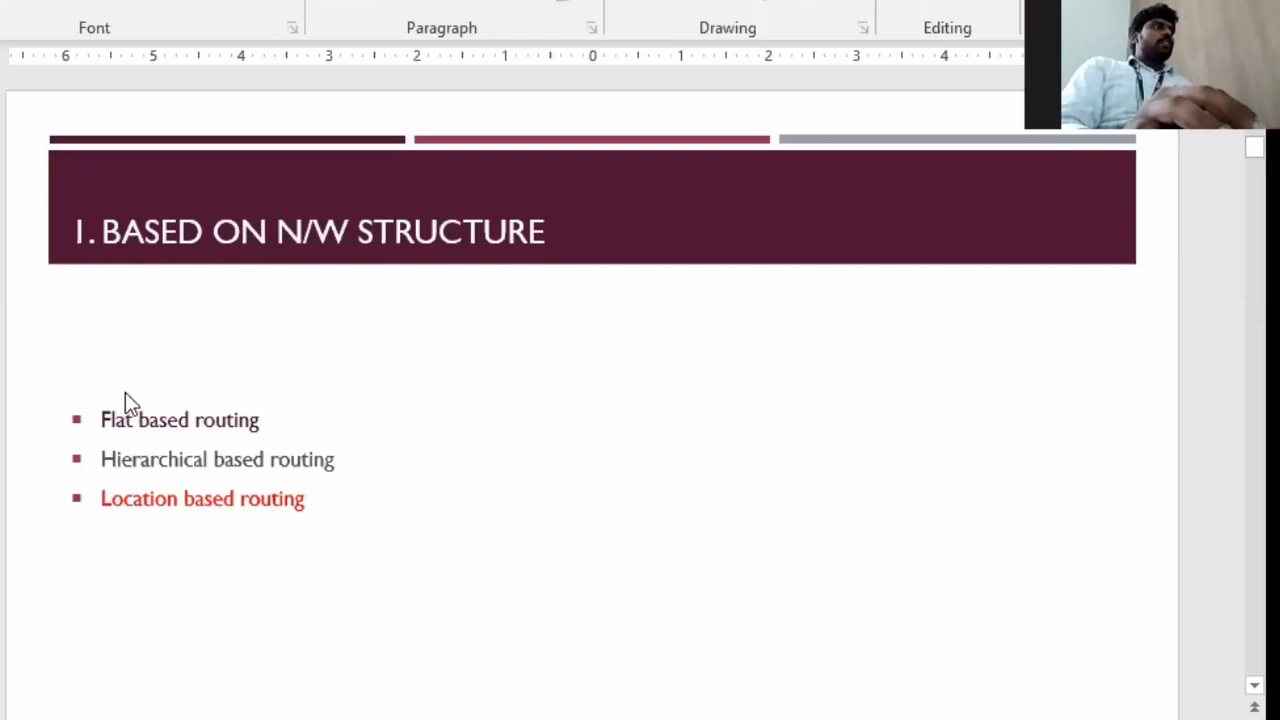 Font Paragraph Drawing Editing
6 5 4 3 2 1 0 1 2 3 4
1. BASED ON N/W STRUCTURE
Flat based routing
Hierarchical based routing
Location based routing